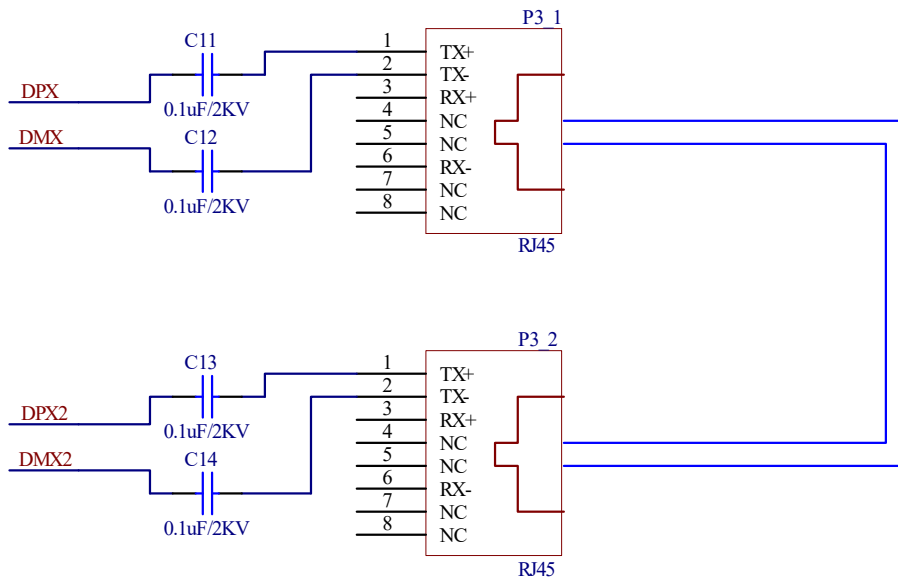 P3_1
C11
1 TX+
DPX
2 TX-
0.1uF/2KV
3 RX+
DMX
C12
4 NC
5 NC
6 RX-
0.1uF/2KV
7 NC
8 NC
RJ45
P3_2
C13
1 TX+
DPX2
2 TX-
0.1uF/2KV
3 RX+
DMX2
C14
4 NC
5 NC
6 RX-
0.1uF/2KV
7 NC
8 NC
RJ45